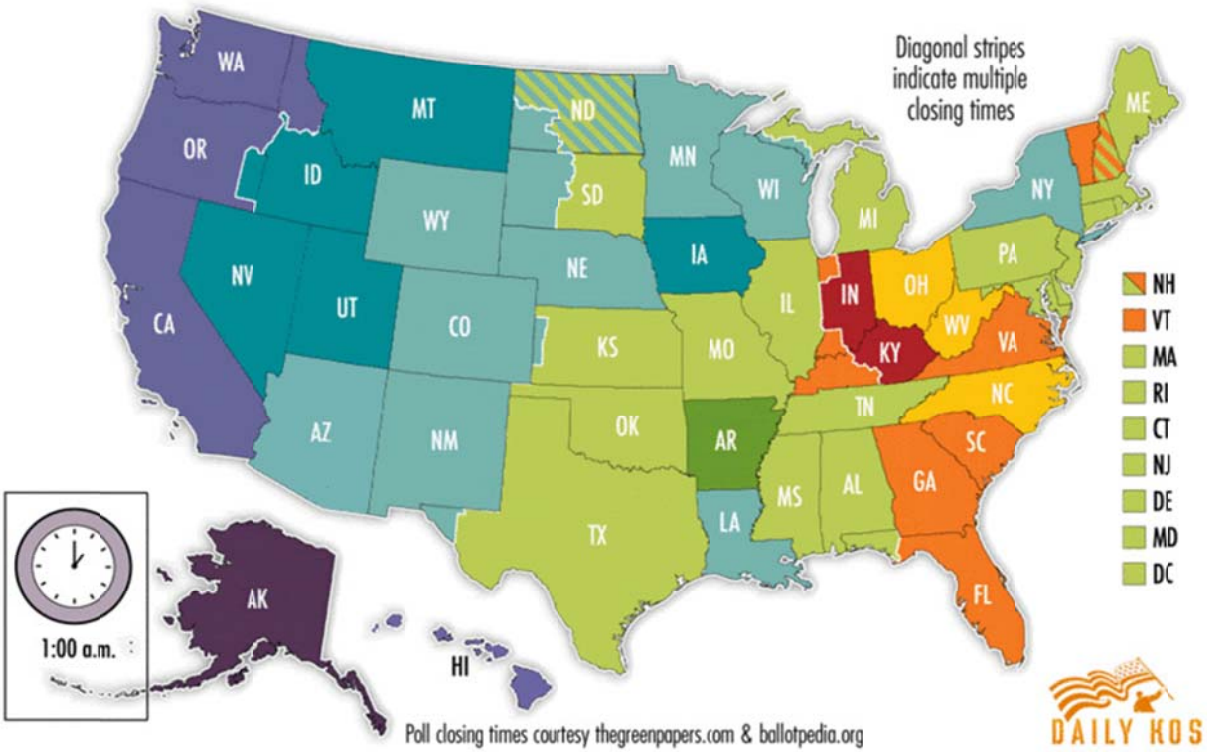 Diagonal stripes
indicate multiple
closing times
WA
MT
ND
ME
OR
MN
ID
SD
WI
NY
WY
MI
IA
PA
NE
NV
IL
IN
OH
UT
CO
WV
CA
KS
MO
KY
VA
NC
TN
AZ
NM
OK
AR
SC
MS
AL
GA
TX
LA
FL
AK
HI
NH
VT
MA
RI
CT
NJ
DE
MD
DC
1:00 a.m.
Poll closing times courtesy thegreenpapers.com & ballotpedia.org
DAILY KOS